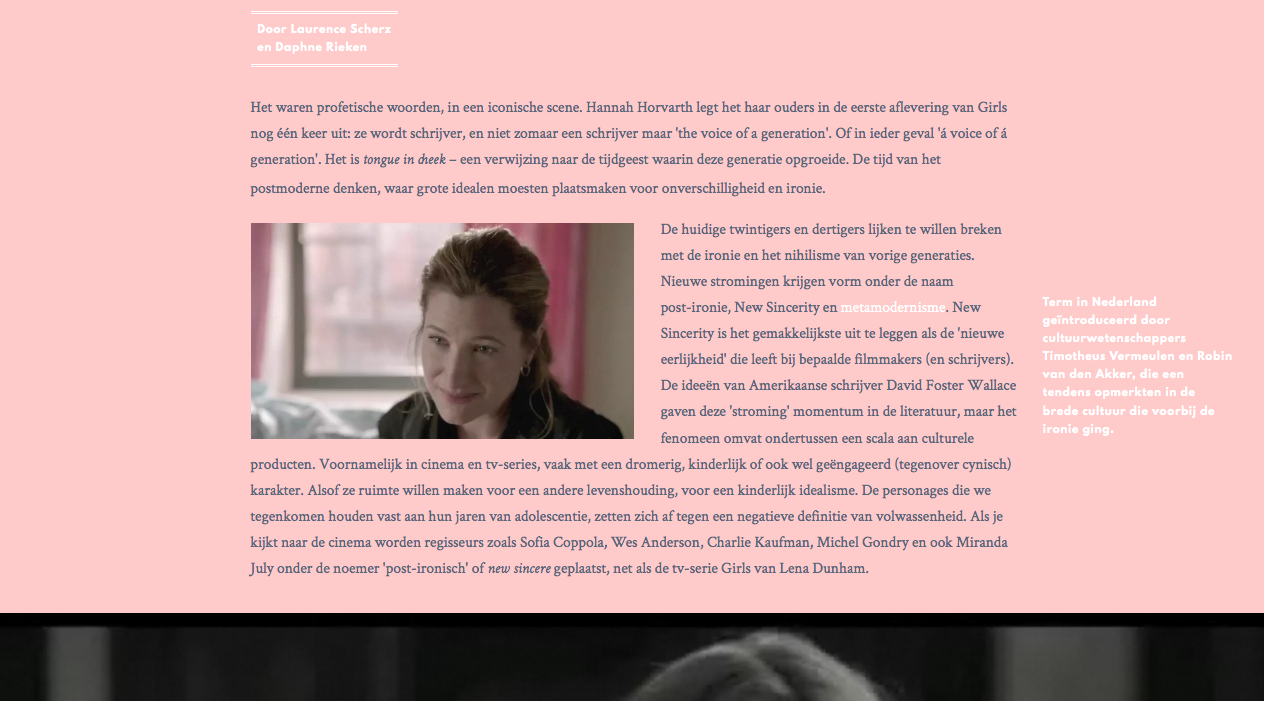 Door Laurence Scherz
en Daphne Rieken
Het waren profetische woorden, in een iconische scene. Hannah Horvarth legt het haar ouders in de eerste aflevering van Girls
nog één keer uit: ze wordt schrijver, en niet zomaar een schrijver maar 'the voice of a generation'. Of in ieder geval 'á voice of á
generation'. Het is tongue in cheek – een verwijzing naar de tijdgeest waarin deze generatie opgroeide. De tijd van het
postmoderne denken, waar grote idealen moesten plaatsmaken voor onverschilligheid en ironie.
De huidige twintigers en dertigers lijken te willen breken
met de ironie en het nihilisme van vorige generaties.
Nieuwe stromingen krijgen vorm onder de naam
post-ironie, New Sincerity en metamodernisme. New
Sincerity is het gemakkelijkste uit te leggen als de 'nieuwe
eerlijkheid' die leeft bij bepaalde filmmakers (en schrijvers).
De ideeën van Amerikaanse schrijver David Foster Wallace
gaven deze 'stroming' momentum in de literatuur, maar het
fenomeen omvat ondertussen een scala aan culturele
producten. Voornamelijk in cinema en tv-series, vaak met een dromerig, kinderlijk of ook wel geëngageerd (tegenover cynisch)
karakter. Alsof ze ruimte willen maken voor een andere levenshouding, voor een kinderlijk idealisme. De personages die we
tegenkomen houden vast aan hun jaren van adolescentie, zetten zich af tegen een negatieve definitie van volwassenheid. Als je
kijkt naar de cinema worden regisseurs zoals Sofia Coppola, Wes Anderson, Charlie Kaufman, Michel Gondry en ook Miranda
July onder de noemer 'post-ironisch' of new sincere geplaatst, net als de tv-serie Girls van Lena Dunham.
Term in Nederland
geïntroduceerd door
cultuurwetenschappers
Timotheus Vermeulen en Robin
van den Akker, die een
tendens opmerkten in de
brede cultuur die voorbij de
ironie ging.